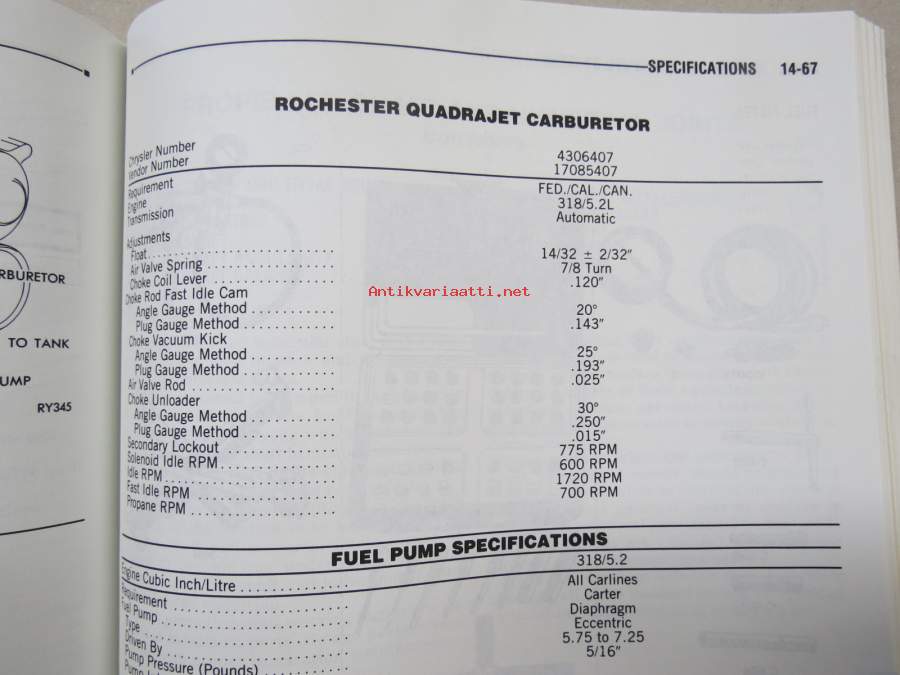 SPECIFICATIONS 14-67
ROCHESTER QUADRAJET CARBURETOR
Chrysler Number 4306407
Vendor Number 17085407
Requirement FED./CAL./CAN.
Engine 318/5.2L
Transmission Automatic
Adjustments
Float 14/32 ± 2/32"
Air Valve Spring 7/8 Turn
Choke Coil Lever .120"
Choke Rod Fast Idle Cam
Angle Gauge Method 20°
Plug Gauge Method .143"
Choke Vacuum Kick
Angle Gauge Method 25°
Plug Gauge Method .193"
Air Valve Rod .025"
Choke Unloader
Angle Gauge Method 30°
Plug Gauge Method .250"
Secondary Lockout .015"
Solenoid Idle RPM 775 RPM
Idle RPM 600 RPM
Fast Idle RPM 1720 RPM
Propane RPM 700 RPM
FUEL PUMP SPECIFICATIONS
Engine Cubic Inch/Litre 318/5.2
Requirement All Carlines
Fuel Pump Carter
Type Diaphragm
Driven By Eccentric
Pump Pressure (Pounds) 5.75 to 7.25
Pump 5/16"
RBURETOR
TO TANK
UMP
RY345
Antikvariaatti.net